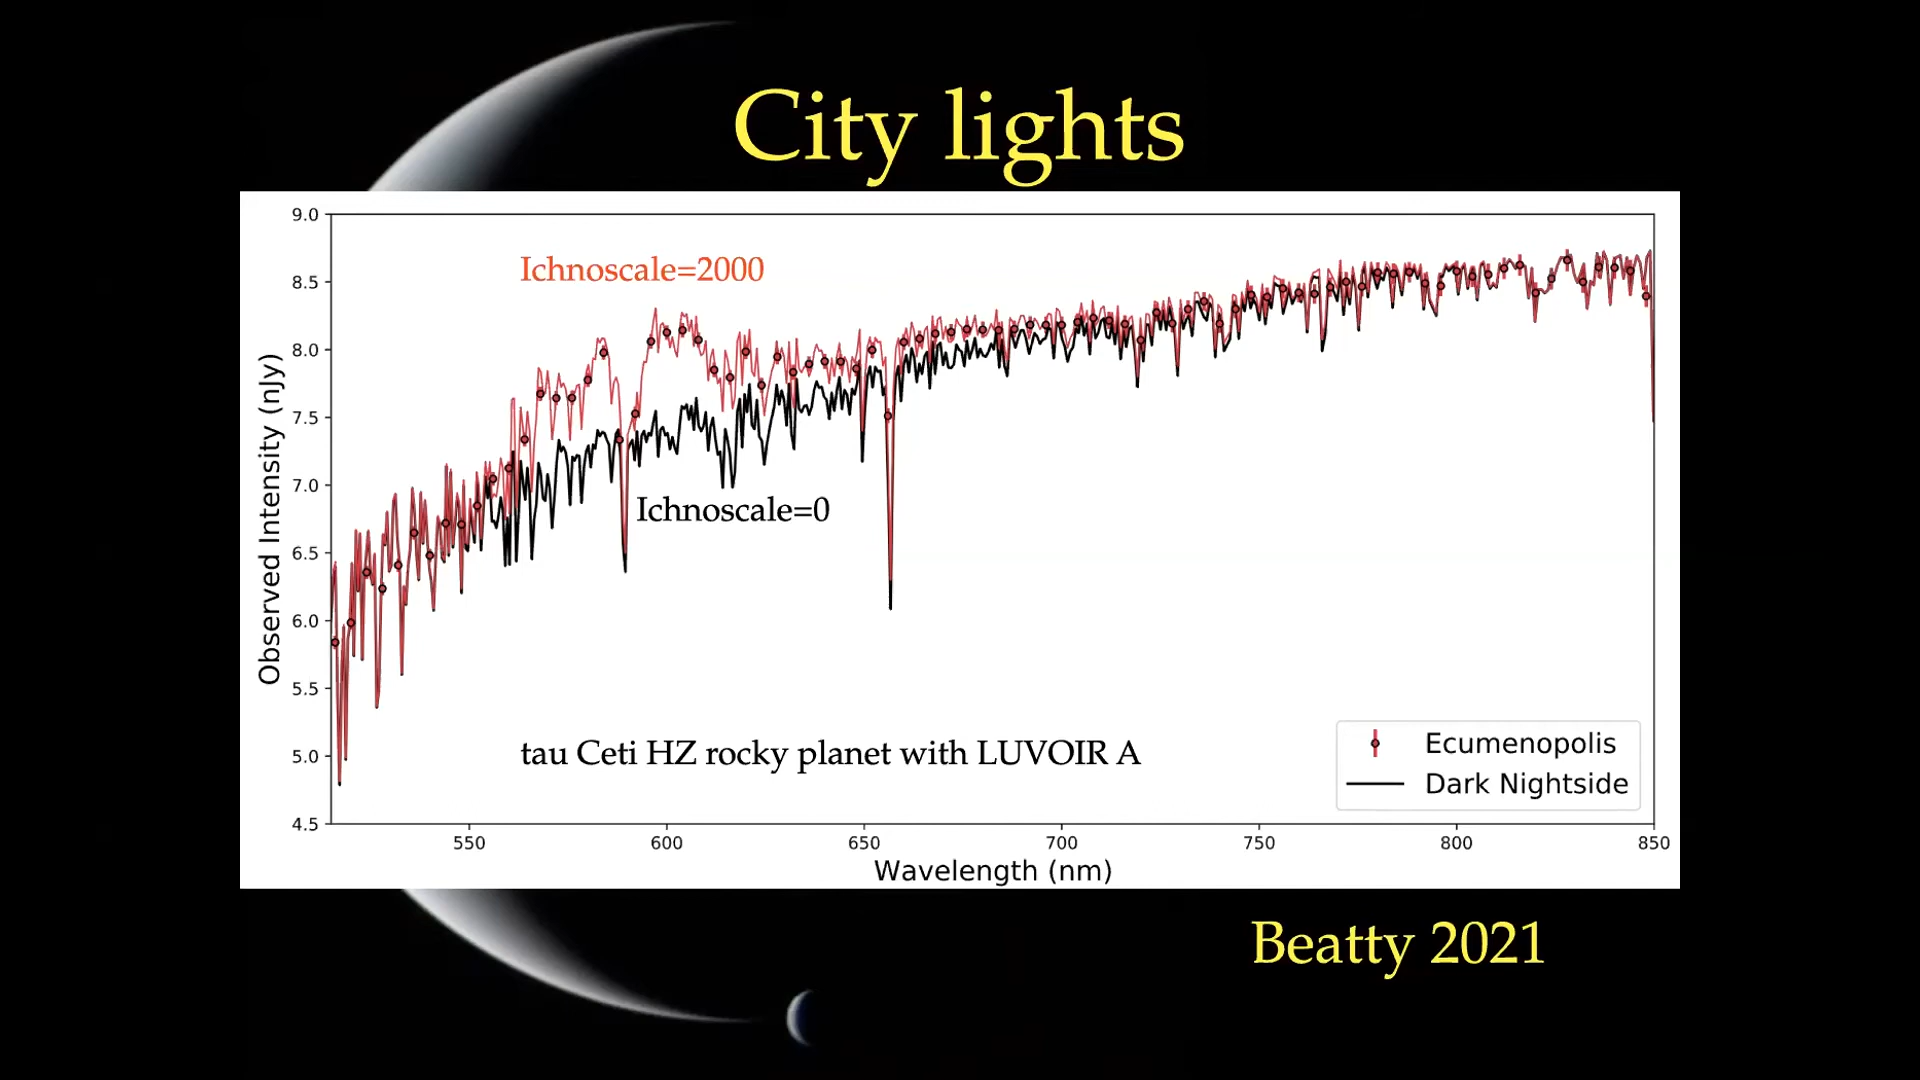 City lights
9.0
8.5
8.0
7.5
7.0
6.5
6.0
5.5
5.0
4.5
Observed Intensity (nJy)
Ichnoscale=2000
Ichnoscale=0
tau Ceti HZ rocky planet with LUVOIR A
Ecumenopolis
Dark Nightside
550 600 650 700 750 800 850
Wavelength (nm)
Beatty 2021